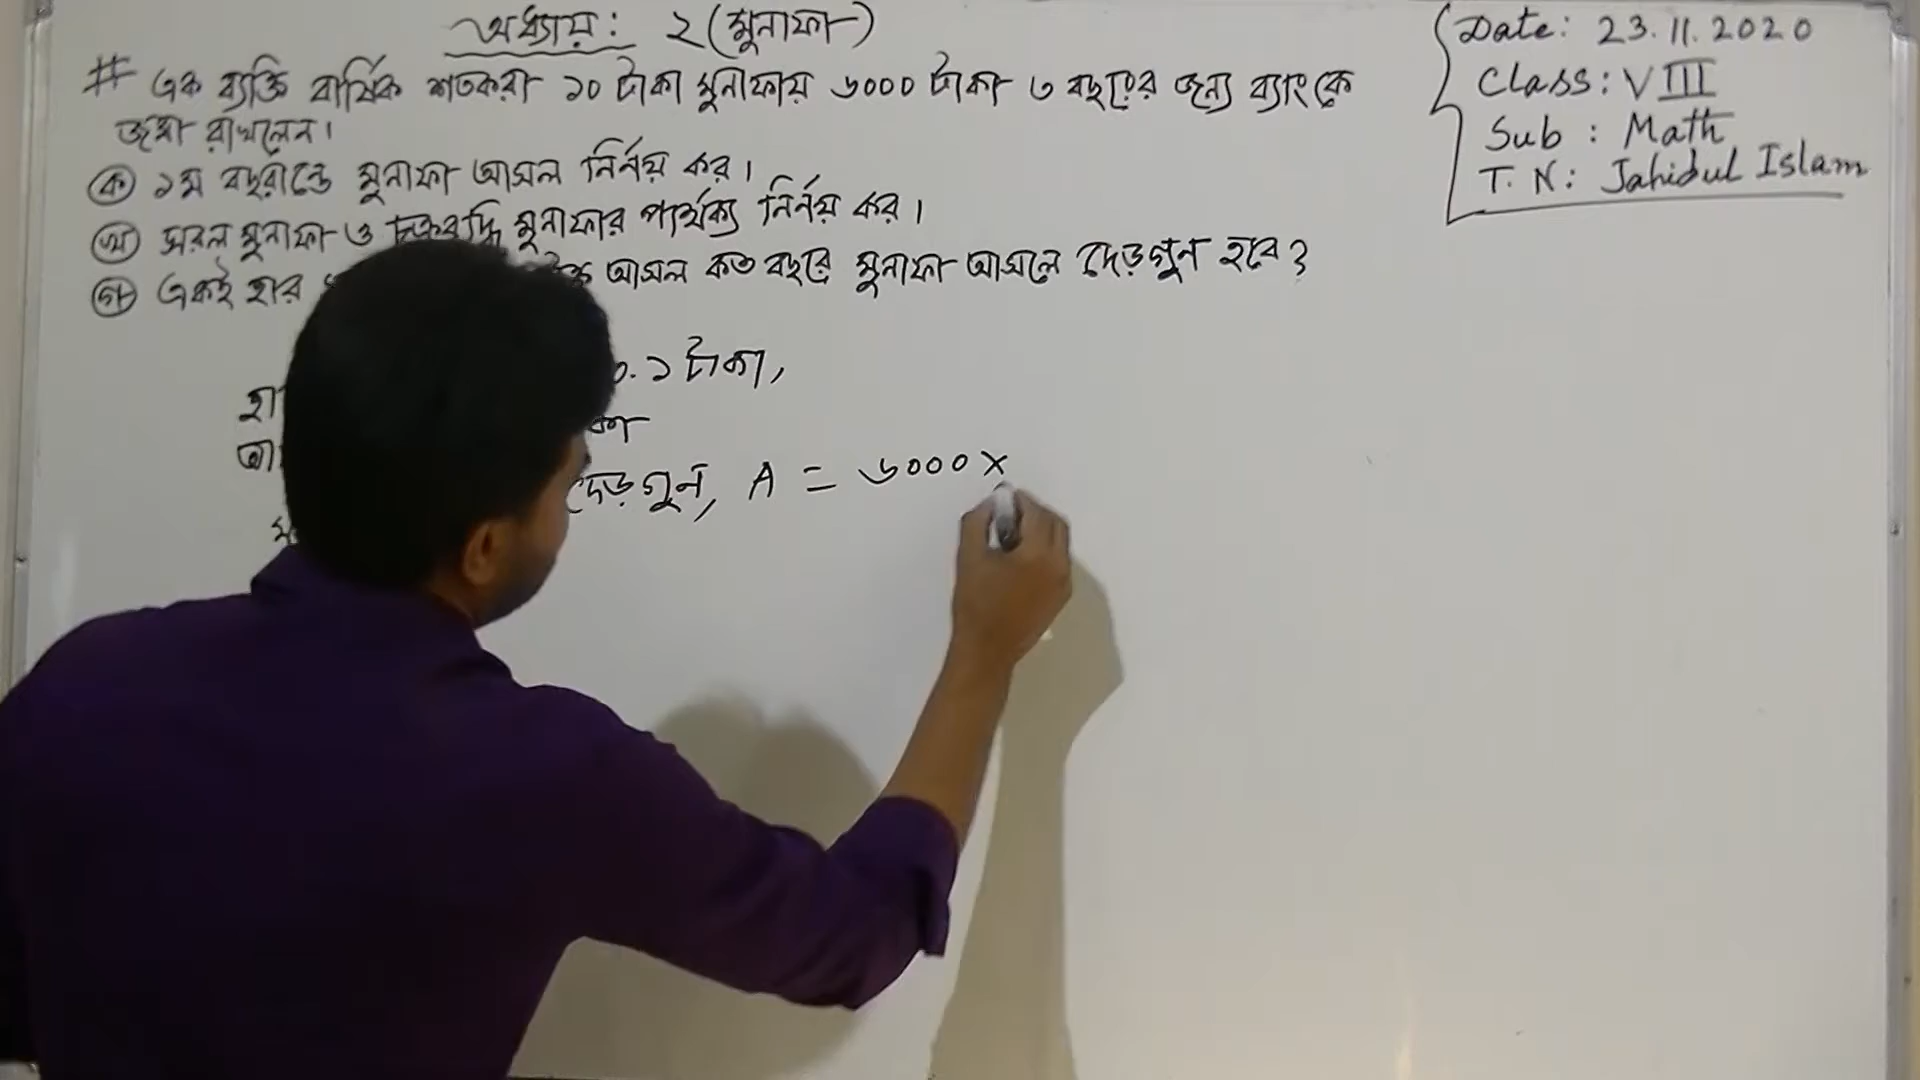 অধ্যায়: ২ (মুনাফা)
# এক ব্যক্তি বার্ষিক শতকরা ১০ টাকা মুনাফায় ৬০০০ টাকা ৩ বছরের জন্য ব্যাংকে
জমা রাখলেন।
ক ১ম বছরান্তে মুনাফা আসল নির্নয় কর।
খ সরল মুনাফা ও চক্রবৃদ্ধি মুনাফার পার্থক্য নির্নয় কর।
গ একই হার আসল কত বছরে মুনাফা আসলে দেড়গুন হবে?
Date: 23.11.2020
Class: VIII
Sub : Math
T. N: Jahidul Islam
০.১ টাকা,
দেড়গুন, A = ৬০০০ ×